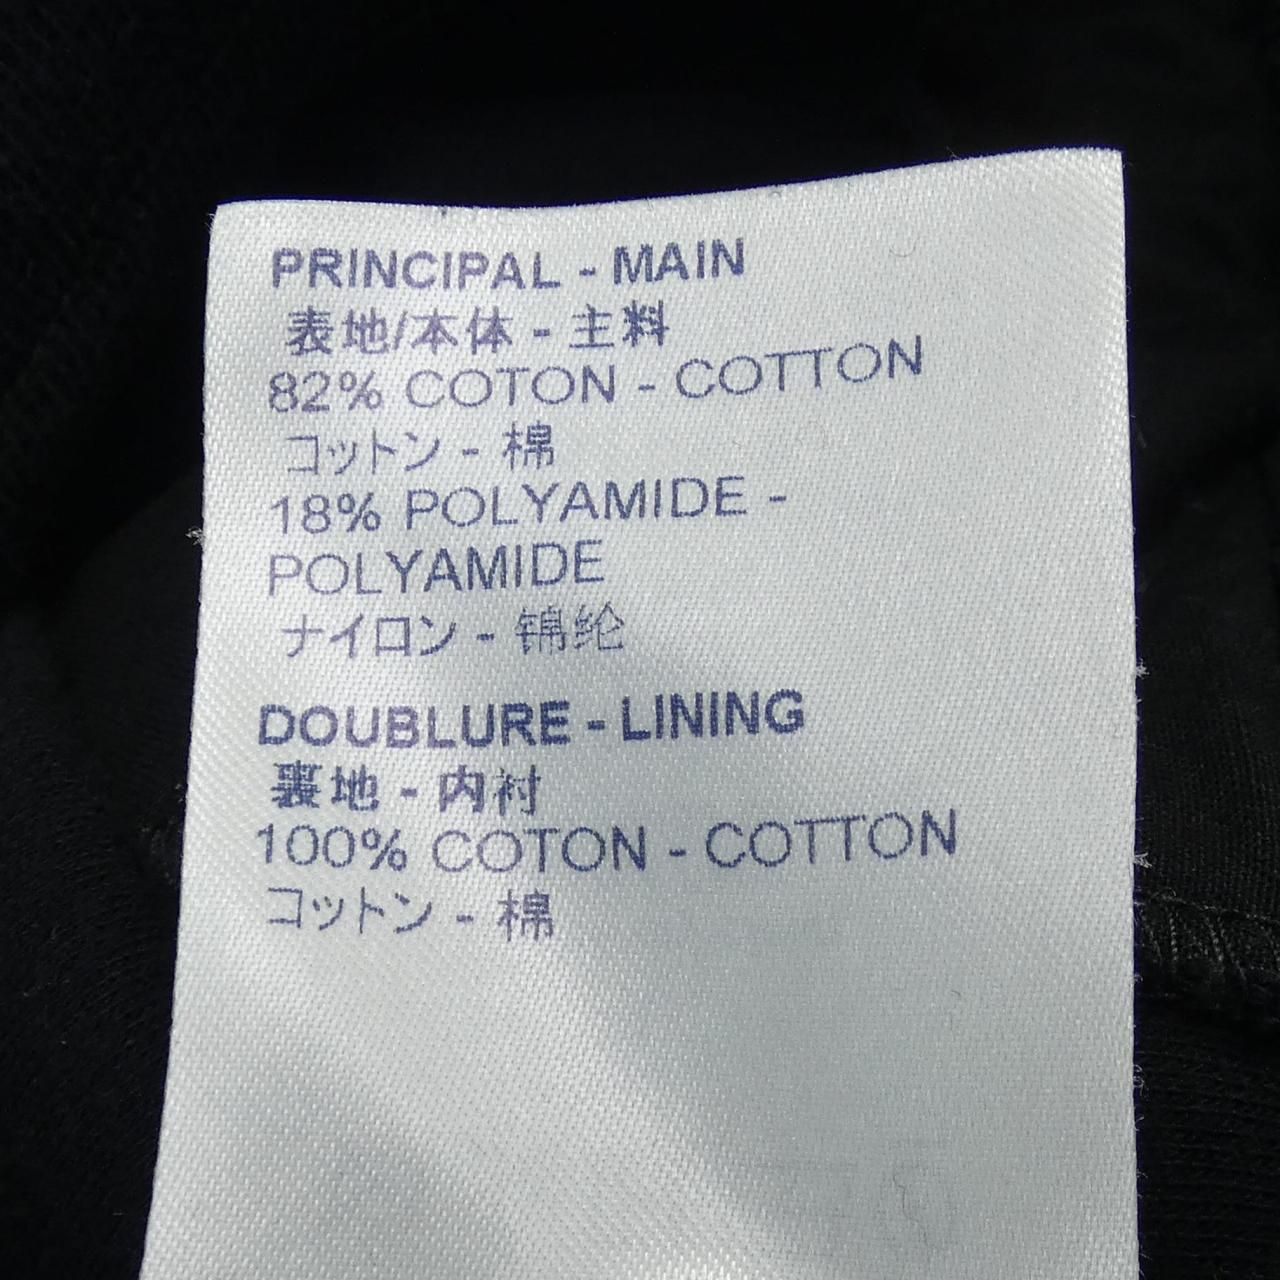 PRINCIPAL - MAIN
表地/本体 - 主料
82% COTON - COTTON
コットン - 棉
18% POLYAMIDE -
POLYAMIDE
ナイロン - 锦纶
DOUBLURE - LINING
裏地 - 内衬
100% COTON - COTTON
コットン - 棉